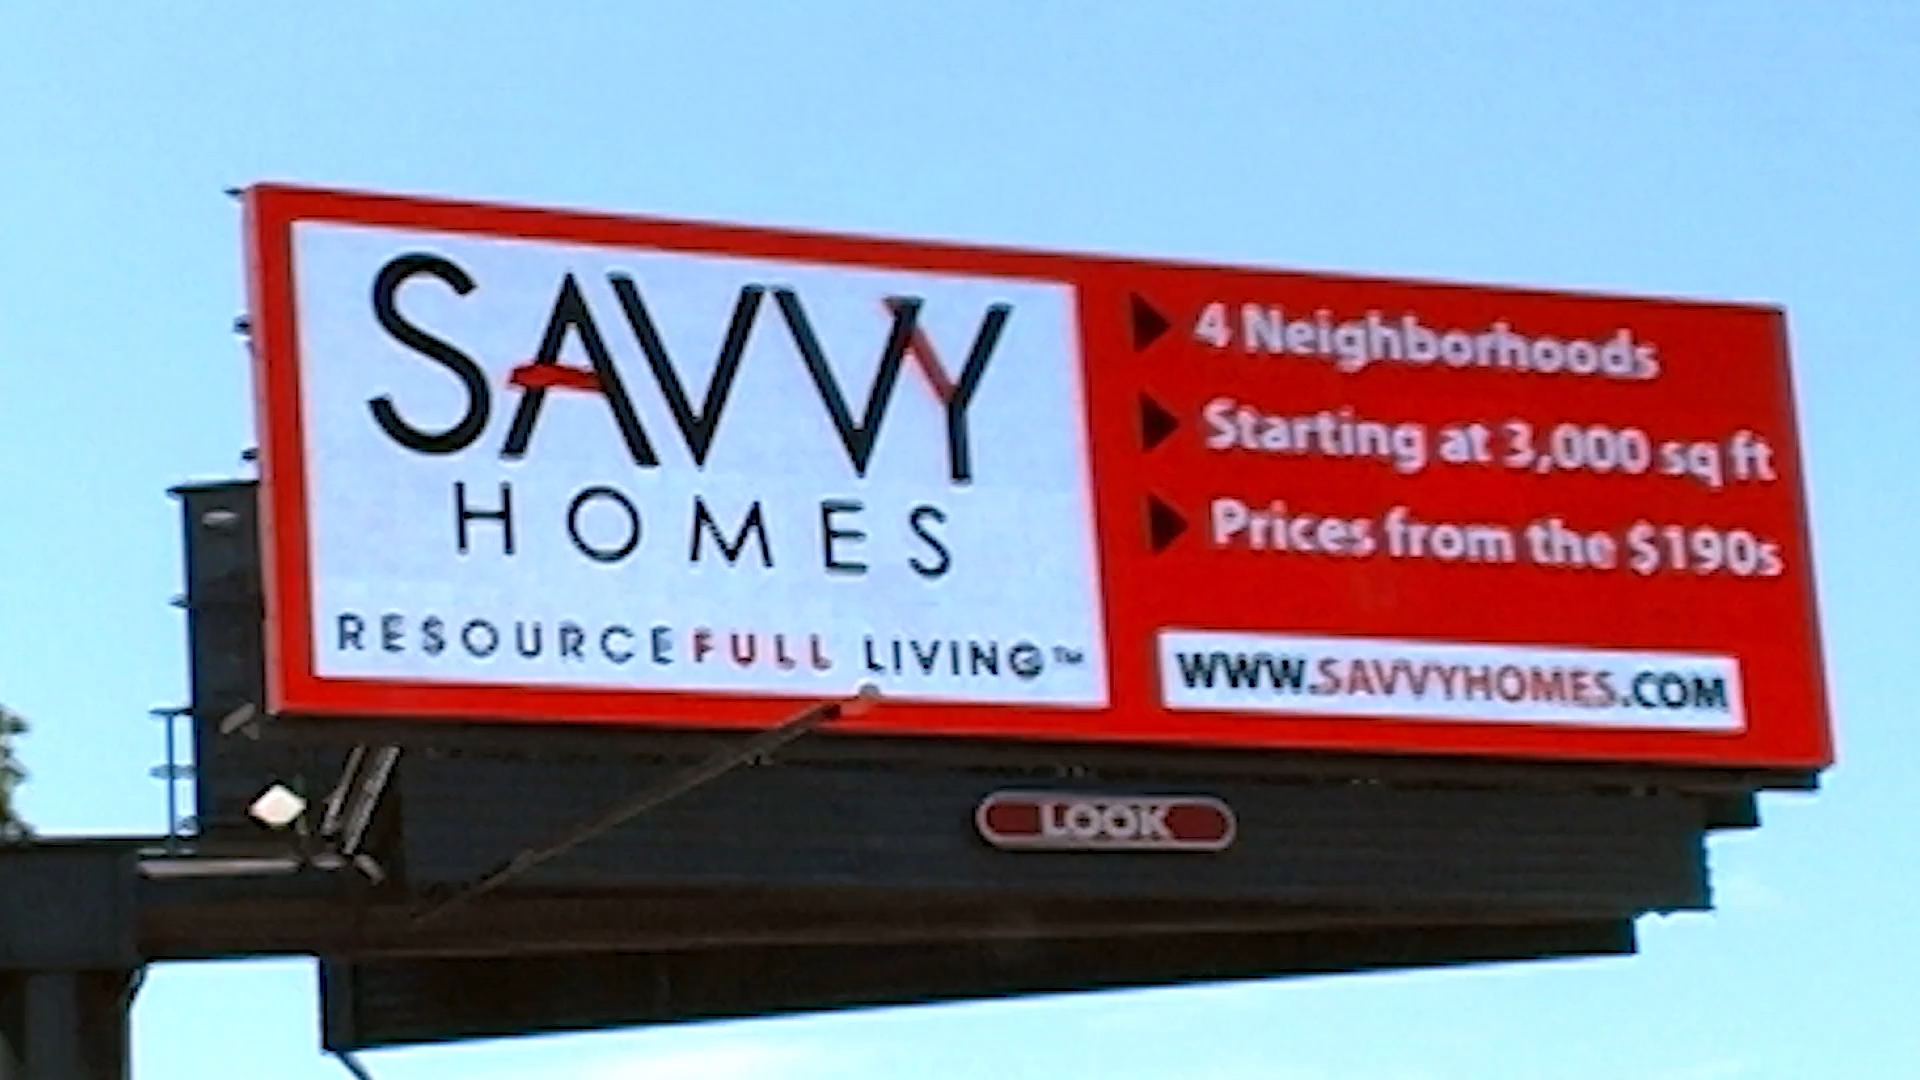 SAVVY
HOMES
RESOURCEFULL LIVING™
4 Neighborhoods
Starting at 3,000 sq ft
Prices from the $190s
WWW.SAVVYHOMES.COM
LOOK